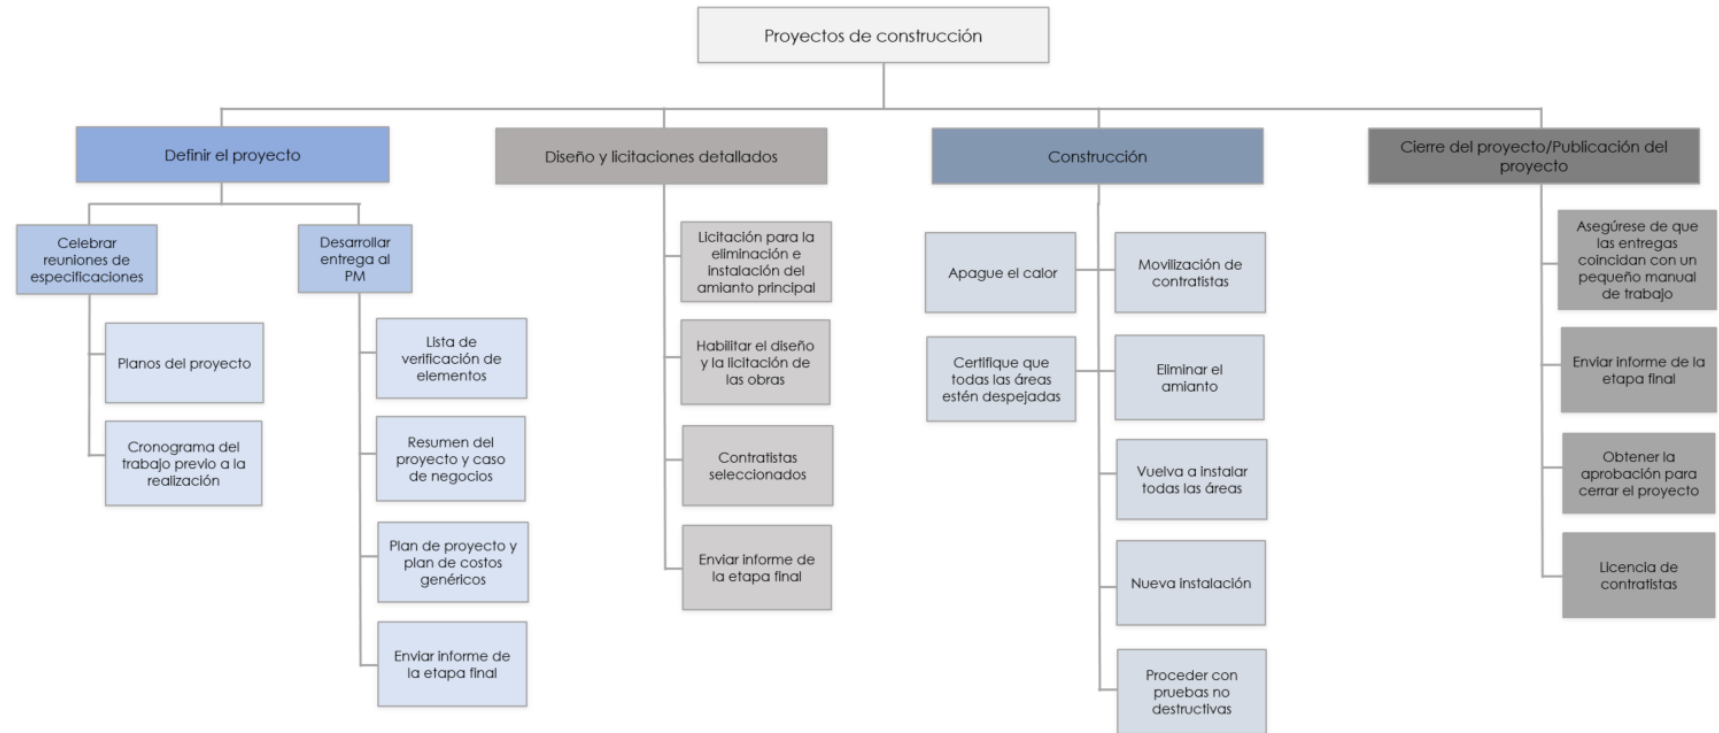 Proyectos de construcción
Definir el proyecto
Celebrar
reuniones de
especificaciones
Planos del proyecto
Cronograma del
trabajo previo a la
realización
Desarrollar
entrega al
PM
Lista de
verificación de
elementos
Resumen del
proyecto y caso
de negocios
Plan de proyecto y
plan de costos
genéricos
Enviar informe de
la etapa final
Diseño y licitaciones detallados
Licitación para la
eliminación e
instalación del
amianto principal
Habilitar el diseño
y la licitación de
las obras
Contratistas
seleccionados
Enviar informe de
la etapa final
Construcción
Apague el calor
Movilización de
contratistas
Certifique que
todas las áreas
estén despejadas
Eliminar el
amianto
Vuelva a instalar
todas las áreas
Nueva instalación
Proceder con
pruebas no
destructivas
Cierre del proyecto/Publicación del
proyecto
Asegúrese de que
las entregas
coincidan con un
pequeño manual
de trabajo
Enviar informe de la
etapa final
Obtener la
aprobación para
cerrar el proyecto
Licencia de
contratistas